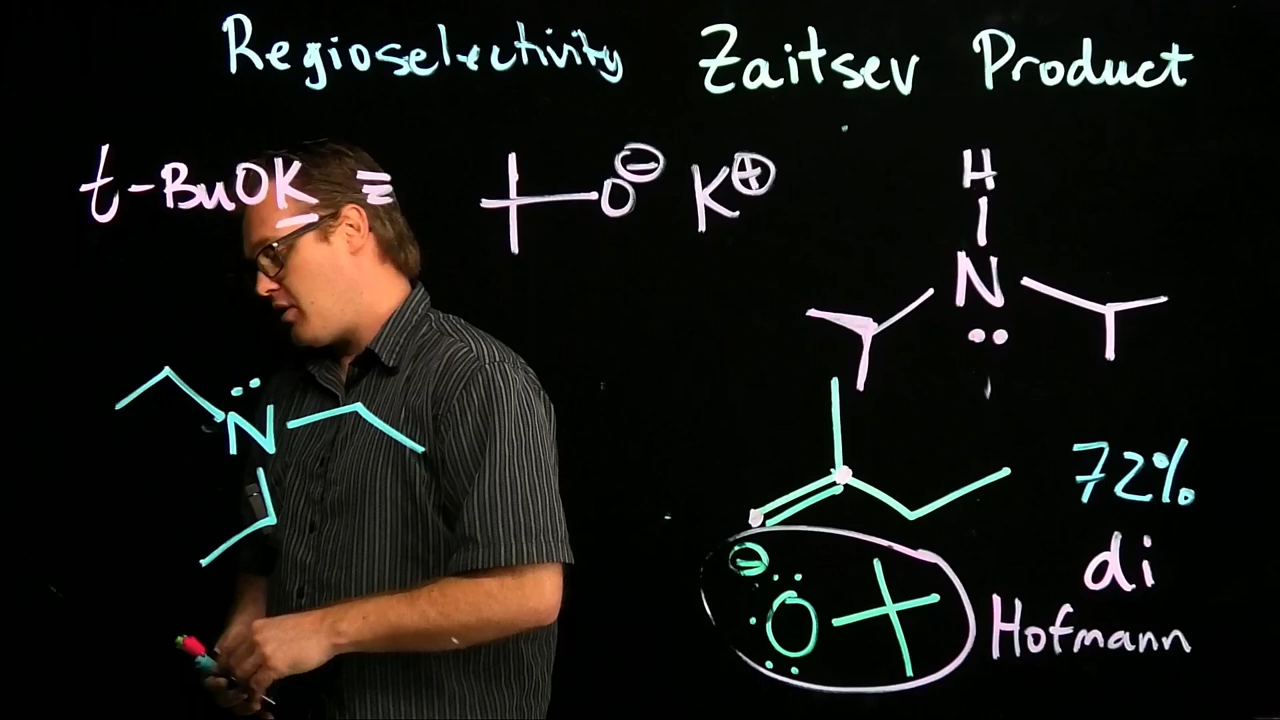 Regioselectivity Zaitsev Product
t-BuOK ≡ O⊖ K⊕
H
N
N
72%
di
⊖
O
Hofmann